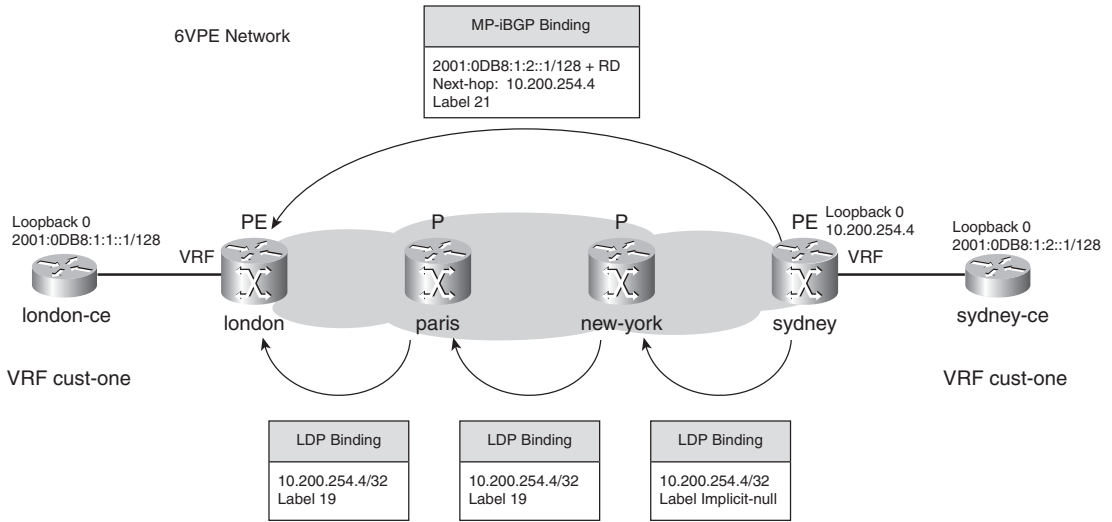 6VPE Network
MP-iBGP Binding
2001:0DB8:1:2::1/128 + RD
Next-hop: 10.200.254.4
Label 21
Loopback 0
2001:0DB8:1:1::1/128
VRF
PE
P
P
PE
Loopback 0
10.200.254.4
VRF
Loopback 0
2001:0DB8:1:2::1/128
london-ce
london
paris
new-york
sydney
sydney-ce
VRF cust-one
VRF cust-one
LDP Binding
10.200.254.4/32
Label 19
LDP Binding
10.200.254.4/32
Label 19
LDP Binding
10.200.254.4/32
Label Implicit-null